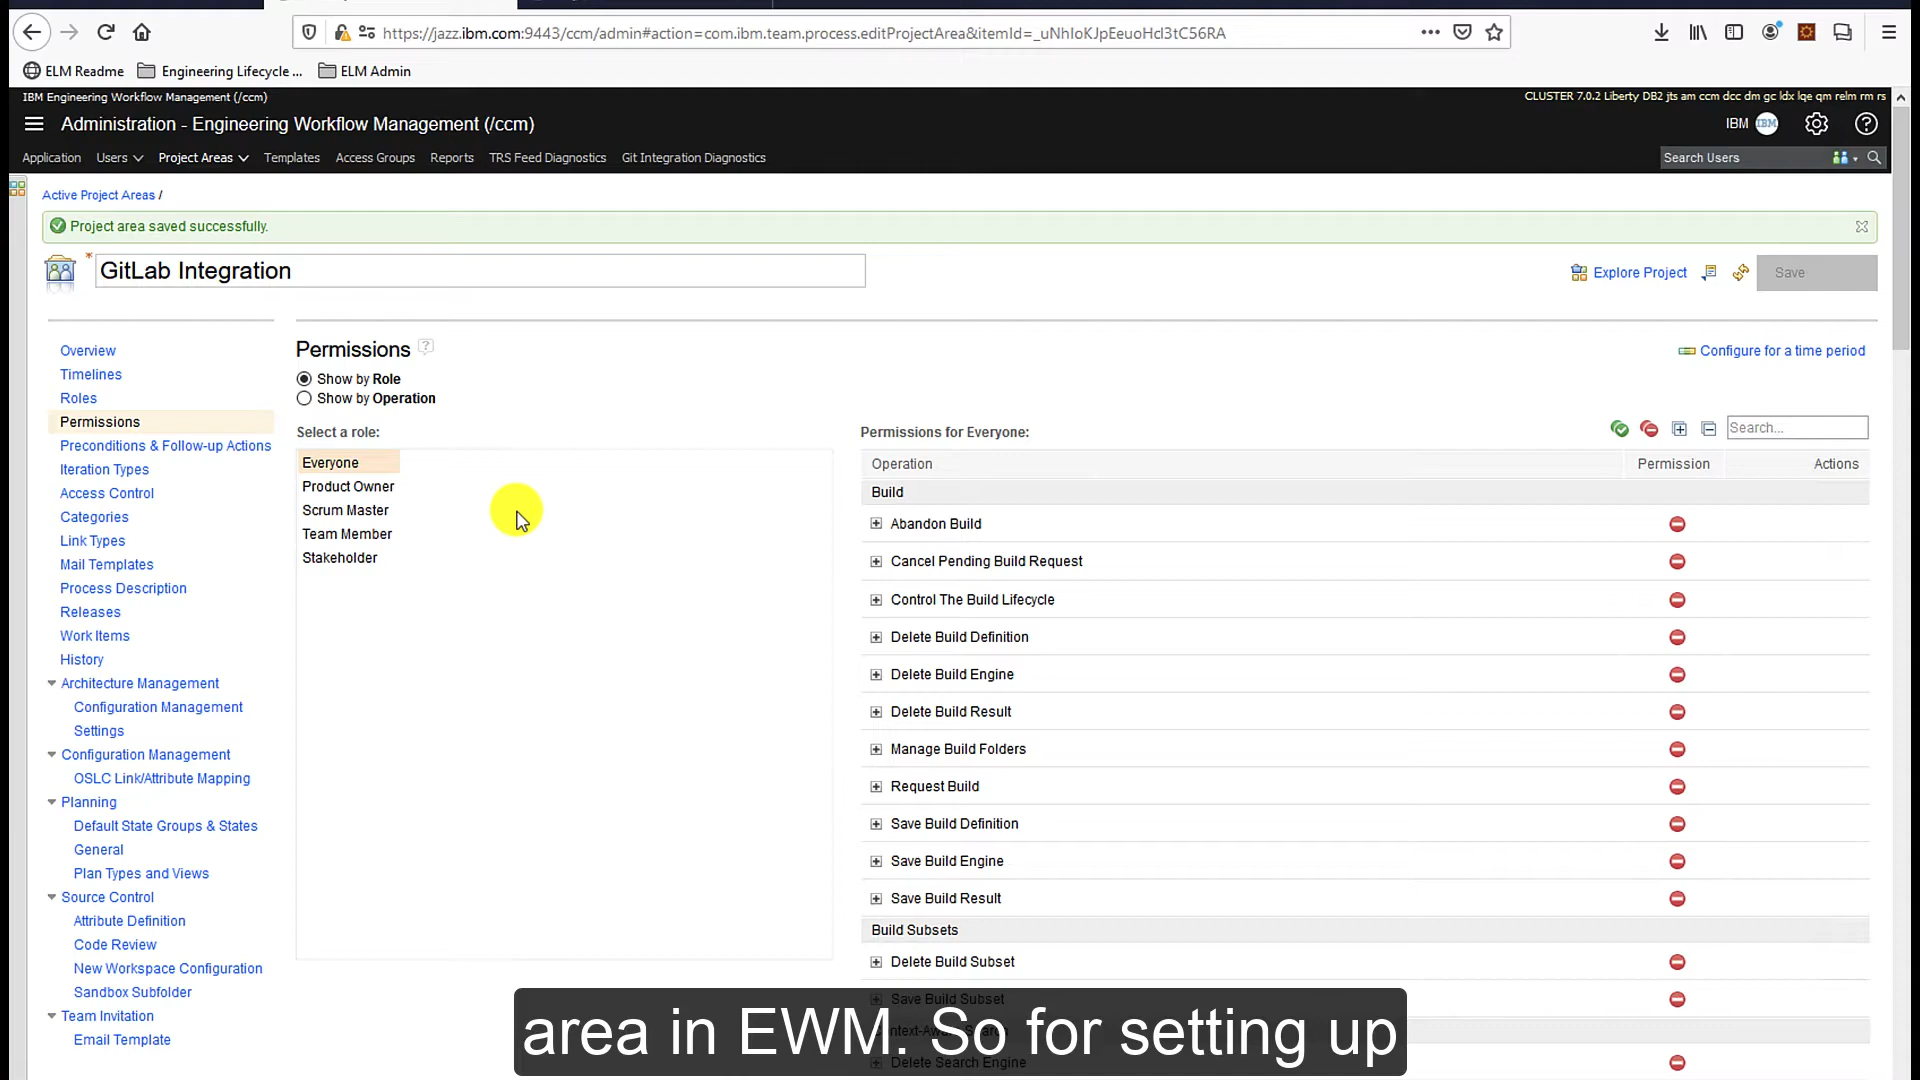 https://jazz.ibm.com:9443/ccm/admin#action=com.ibm.team.process.editProjectArea&itemId=_uNhIoKJpEeuoHcl3tC56RA
ELM Readme Engineering Lifecycle ... ELM Admin
IBM Engineering Workflow Management (/ccm) CLUSTER 7.0.2 Liberty DB2 jts am ccm dcc dm gc ldx lqe qm relm rm rs
Administration - Engineering Workflow Management (/ccm) IBM IBM
Application Users Project Areas Templates Access Groups Reports TRS Feed Diagnostics Git Integration Diagnostics Search Users
Active Project Areas /
Project area saved successfully.
* GitLab Integration Explore Project Save
Overview
Timelines
Roles
Permissions
Preconditions & Follow-up Actions
Iteration Types
Access Control
Categories
Link Types
Mail Templates
Process Description
Releases
Work Items
History
Architecture Management
Configuration Management
Settings
Configuration Management
OSLC Link/Attribute Mapping
Planning
Default State Groups & States
General
Plan Types and Views
Source Control
Attribute Definition
Code Review
New Workspace Configuration
Sandbox Subfolder
Team Invitation
Email Template
Permissions ?
Configure for a time period
Show by Role
Show by Operation
Select a role:
Everyone
Product Owner
Scrum Master
Team Member
Stakeholder
Permissions for Everyone: Search...
Operation Permission Actions
Build
Abandon Build
Cancel Pending Build Request
Control The Build Lifecycle
Delete Build Definition
Delete Build Engine
Delete Build Result
Manage Build Folders
Request Build
Save Build Definition
Save Build Engine
Save Build Result
Build Subsets
Delete Build Subset
Save Build Subset
Delete Search Engine
area in EWM. So for setting up